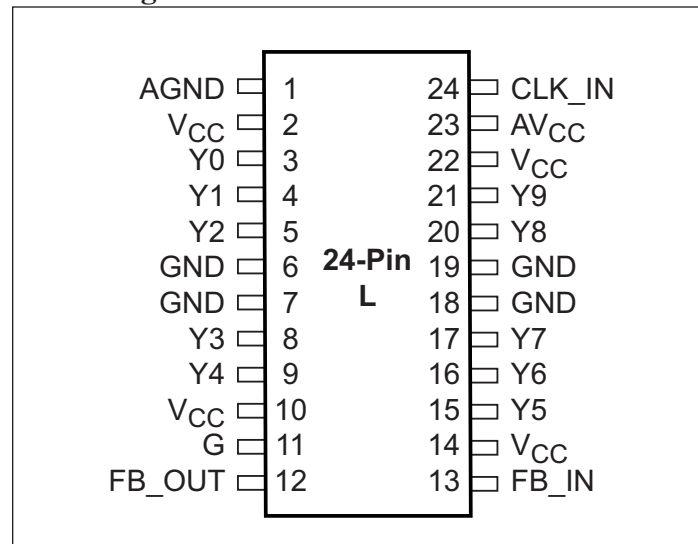 AGND 1 24 CLK_IN
VCC 2 23 AVCC
Y0 3 22 VCC
Y1 4 21 Y9
Y2 5 20 Y8
GND 6 24-Pin 19 GND
GND 7 L 18 GND
Y3 8 17 Y7
Y4 9 16 Y6
VCC 10 15 Y5
G 11 14 VCC
FB_OUT 12 13 FB_IN